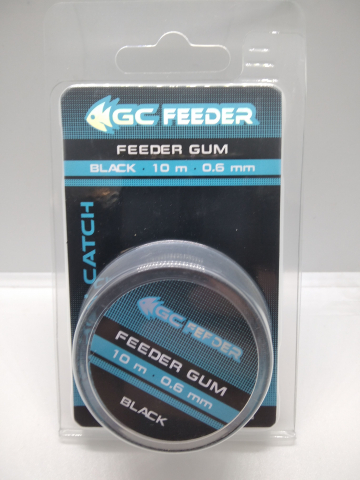 GC FEEDER
FEEDER GUM
BLACK · 10 m · 0.6 mm
CATCH
GC FEEDER
FEEDER GUM
10 m · 0.6 mm
BLACK